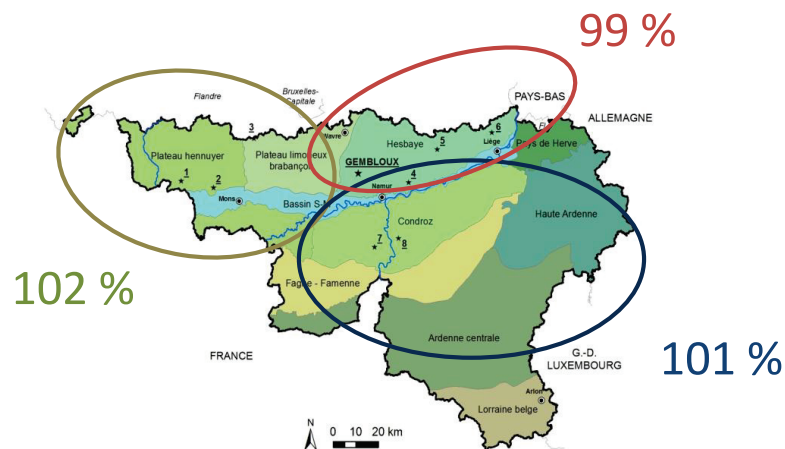 99 %
PAYS-BAS
Flandre
Bruxelles-
Capitale
ALLEMAGNE
3
Wavre
6
5
Hesbaye
Liège
Pays de Herve
Plateau hennuyer
Plateau limoneux
brabançon
GEMBLOUX
1
2
4
Namur
Mons
Bassin S-M
Condroz
Haute Ardenne
7
8
102 %
Fagne - Famenne
Ardenne centrale
FRANCE
G.-D.
LUXEMBOURG
101 %
Arlon
Lorraine belge
N
0 10 20 km